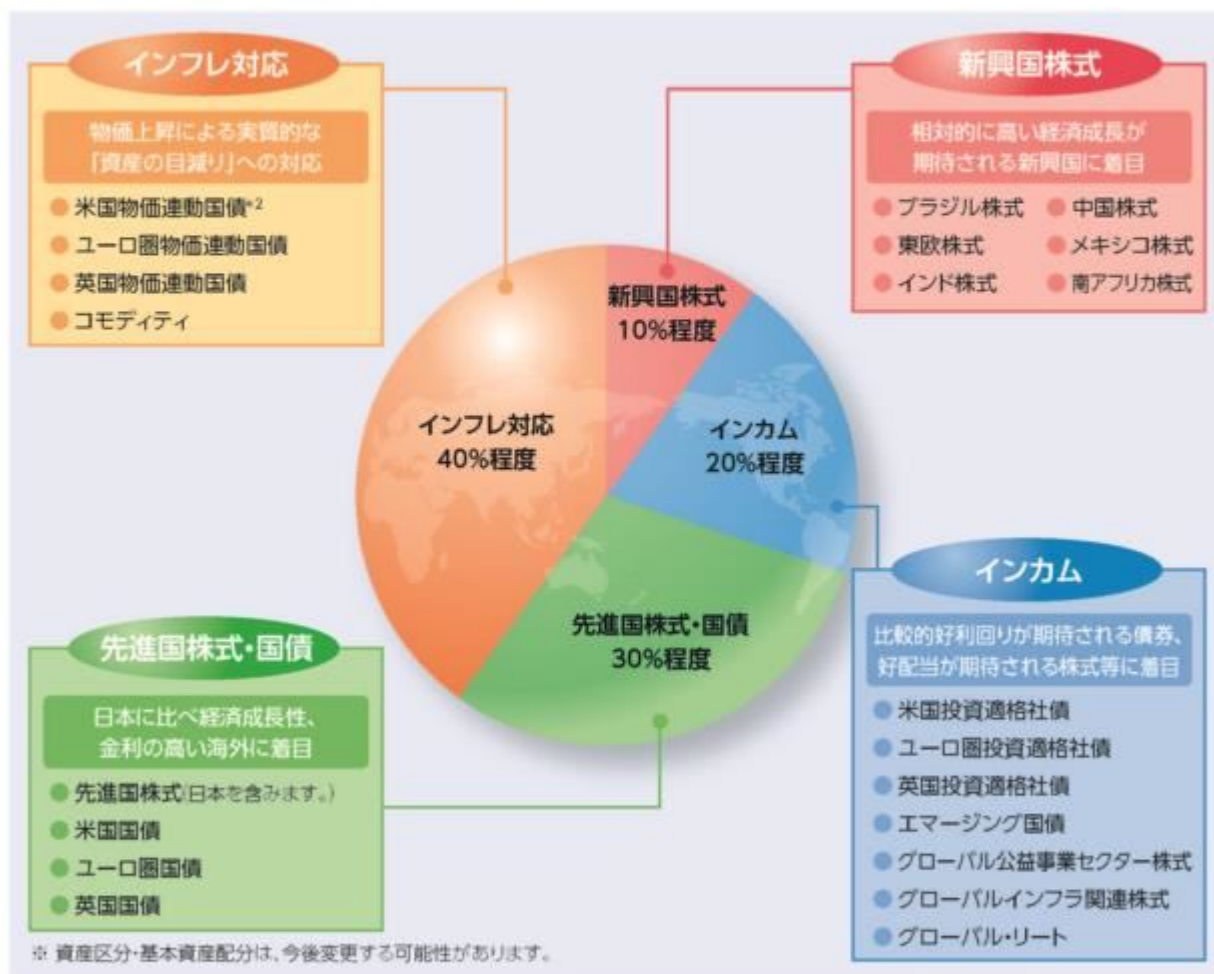 インフレ対応
物価上昇による実質的な
「資産の目減り」への対応
● 米国物価連動国債*2
● ユーロ圏物価連動国債
● 英国物価連動国債
● コモディティ
新興国株式
相対的に高い経済成長が
期待される新興国に着目
● ブラジル株式 ● 中国株式
● 東欧株式 ● メキシコ株式
● インド株式 ● 南アフリカ株式
新興国株式
10%程度
インフレ対応
40%程度
インカム
20%程度
先進国株式・国債
30%程度
先進国株式・国債
日本に比べ経済成長性、
金利の高い海外に着目
● 先進国株式(日本を含みます。)
● 米国国債
● ユーロ圏国債
● 英国国債
インカム
比較的好利回りが期待される債券、
好配当が期待される株式等に着目
● 米国投資適格社債
● ユーロ圏投資適格社債
● 英国投資適格社債
● エマージング国債
● グローバル公益事業セクター株式
● グローバルインフラ関連株式
● グローバル・リート
※ 資産区分・基本資産配分は、今後変更する可能性があります。